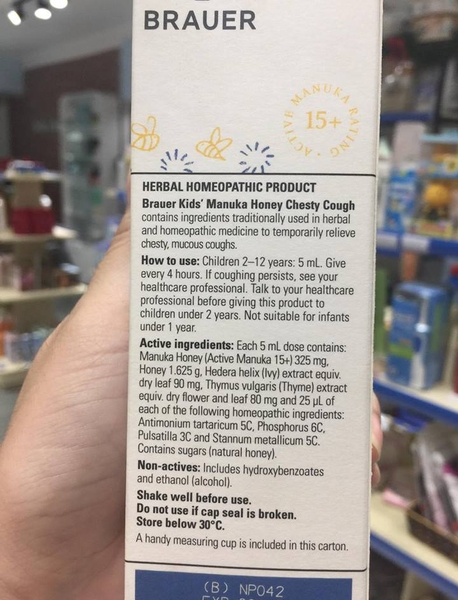 BRAUER
ACTIVE MANUKA RATING
15+
HERBAL HOMEOPATHIC PRODUCT
Brauer Kids' Manuka Honey Chesty Cough
contains ingredients traditionally used in herbal
and homeopathic medicine to temporarily relieve
chesty, mucous coughs.
How to use: Children 2–12 years: 5 mL. Give
every 4 hours. If coughing persists, see your
healthcare professional. Talk to your healthcare
professional before giving this product to
children under 2 years. Not suitable for infants
under 1 year.
Active ingredients: Each 5 mL dose contains:
Manuka Honey (Active Manuka 15+) 325 mg,
Honey 1.625 g, Hedera helix (Ivy) extract equiv.
dry leaf 90 mg, Thymus vulgaris (Thyme) extract
equiv. dry flower and leaf 80 mg and 25 µL of
each of the following homeopathic ingredients:
Antimonium tartaricum 5C, Phosphorus 6C,
Pulsatilla 3C and Stannum metallicum 5C.
Contains sugars (natural honey).
Non-actives: Includes hydroxybenzoates
and ethanol (alcohol).
Shake well before use.
Do not use if cap seal is broken.
Store below 30°C.
A handy measuring cup is included in this carton.
(B) NP042